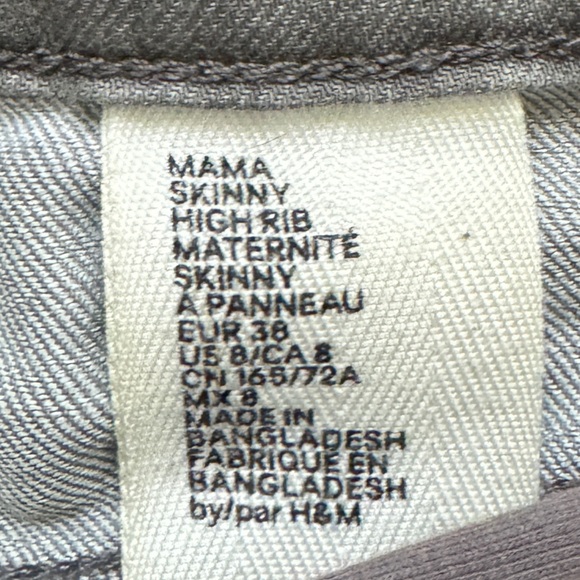 MAMA
SKINNY
HIGH RIB
MATERNITÉ
SKINNY
A PANNEAU
EUR 38
US 8/CA 8
CN 165/72A
MX 8
MADE IN
BANGLADESH
FABRIQUE EN
BANGLADESH
by/par H&M